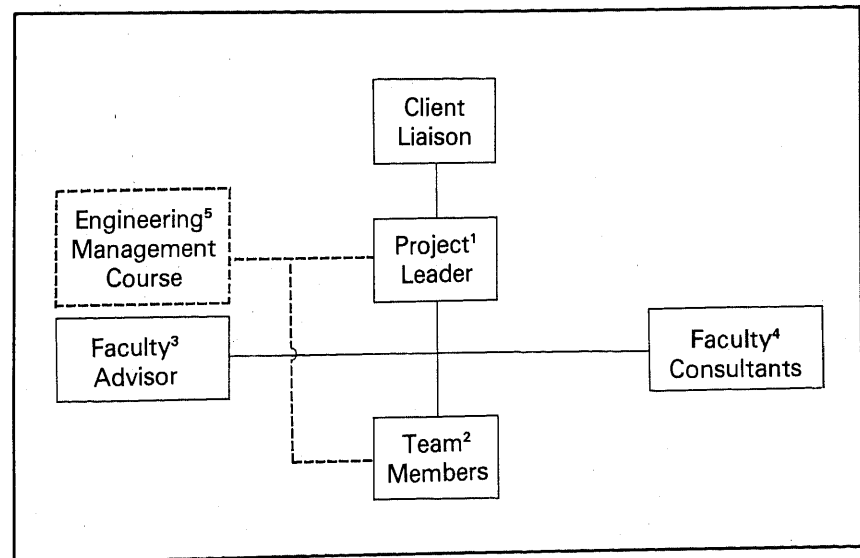 Client
Liaison
Engineering⁵
Management
Course
Project¹
Leader
Faculty³
Advisor
Faculty⁴
Consultants
Team²
Members